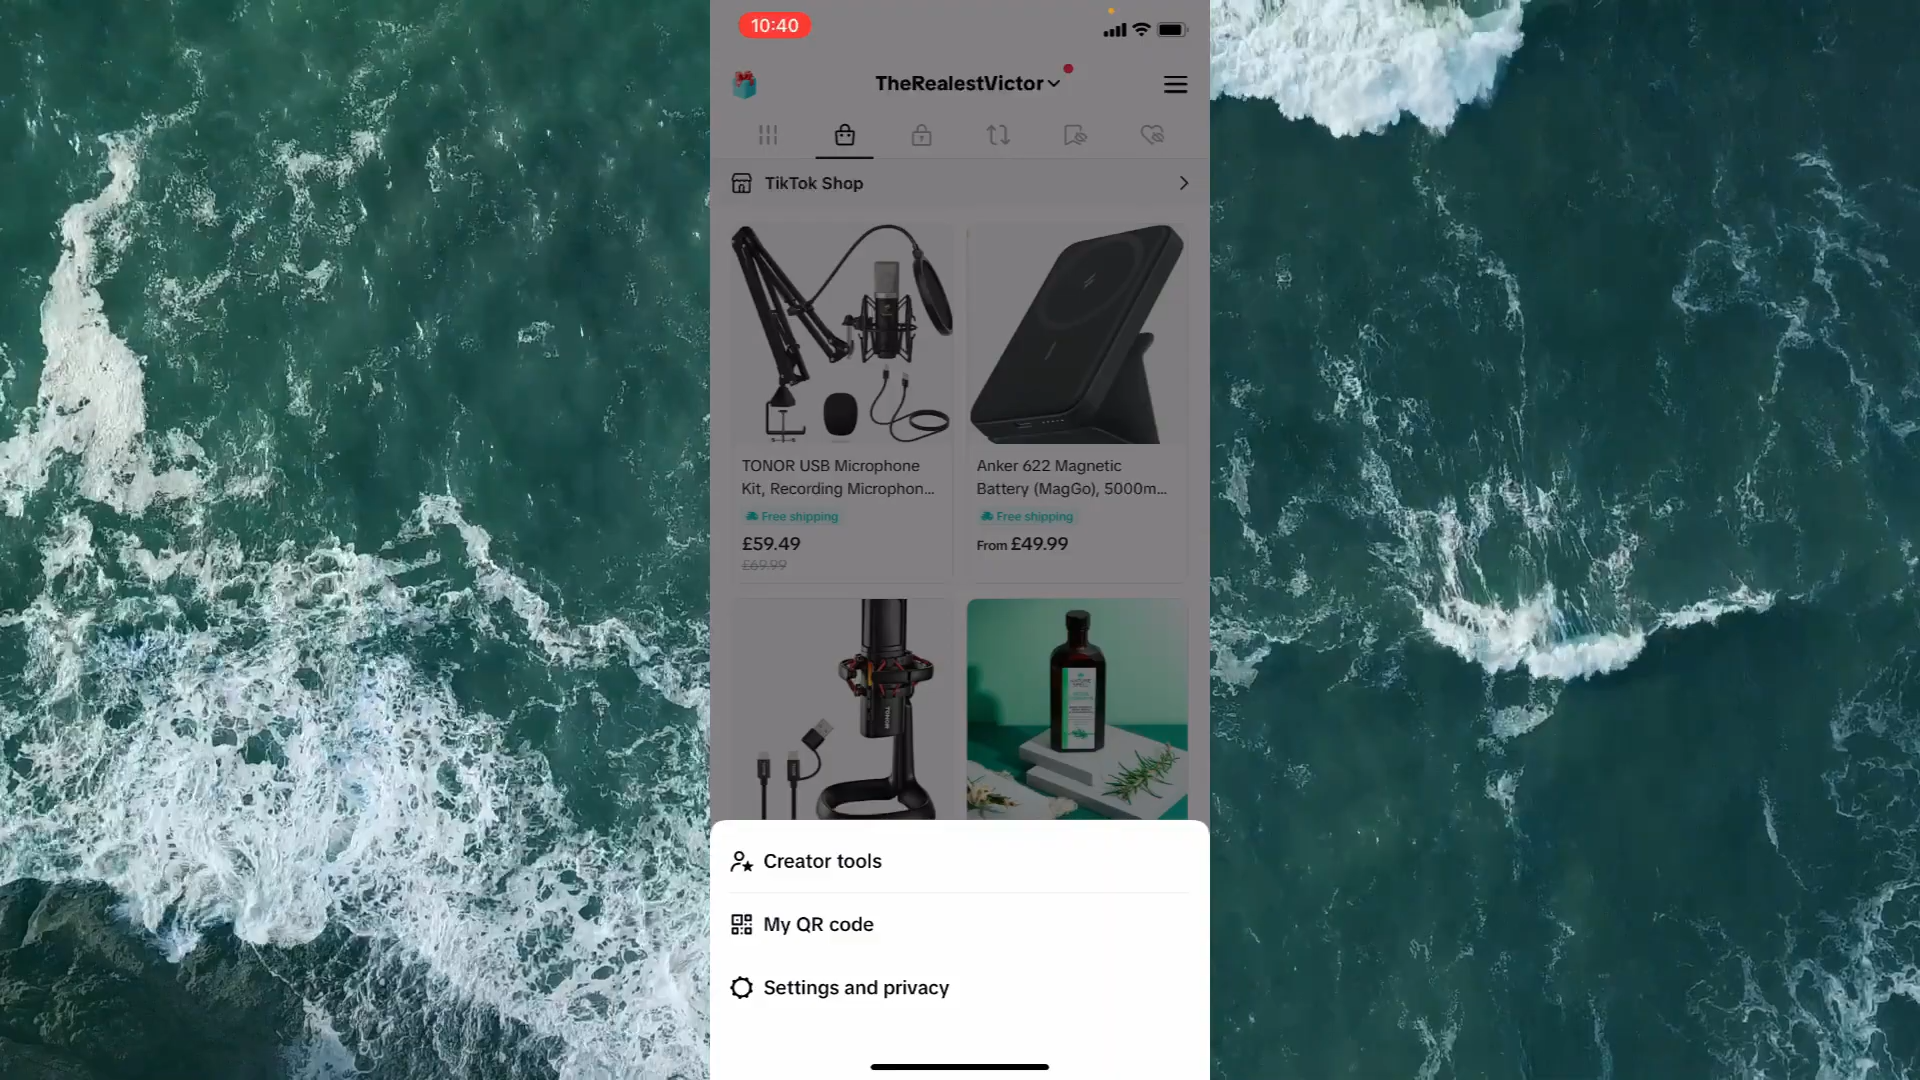 10:40
TheRealestVictor
TikTok Shop
TONOR USB Microphone
Kit, Recording Microphon...
Free shipping
£59.49
£69.99
Anker 622 Magnetic
Battery (MagGo), 5000m...
Free shipping
From £49.99
TONOR
Creator tools
My QR code
Settings and privacy